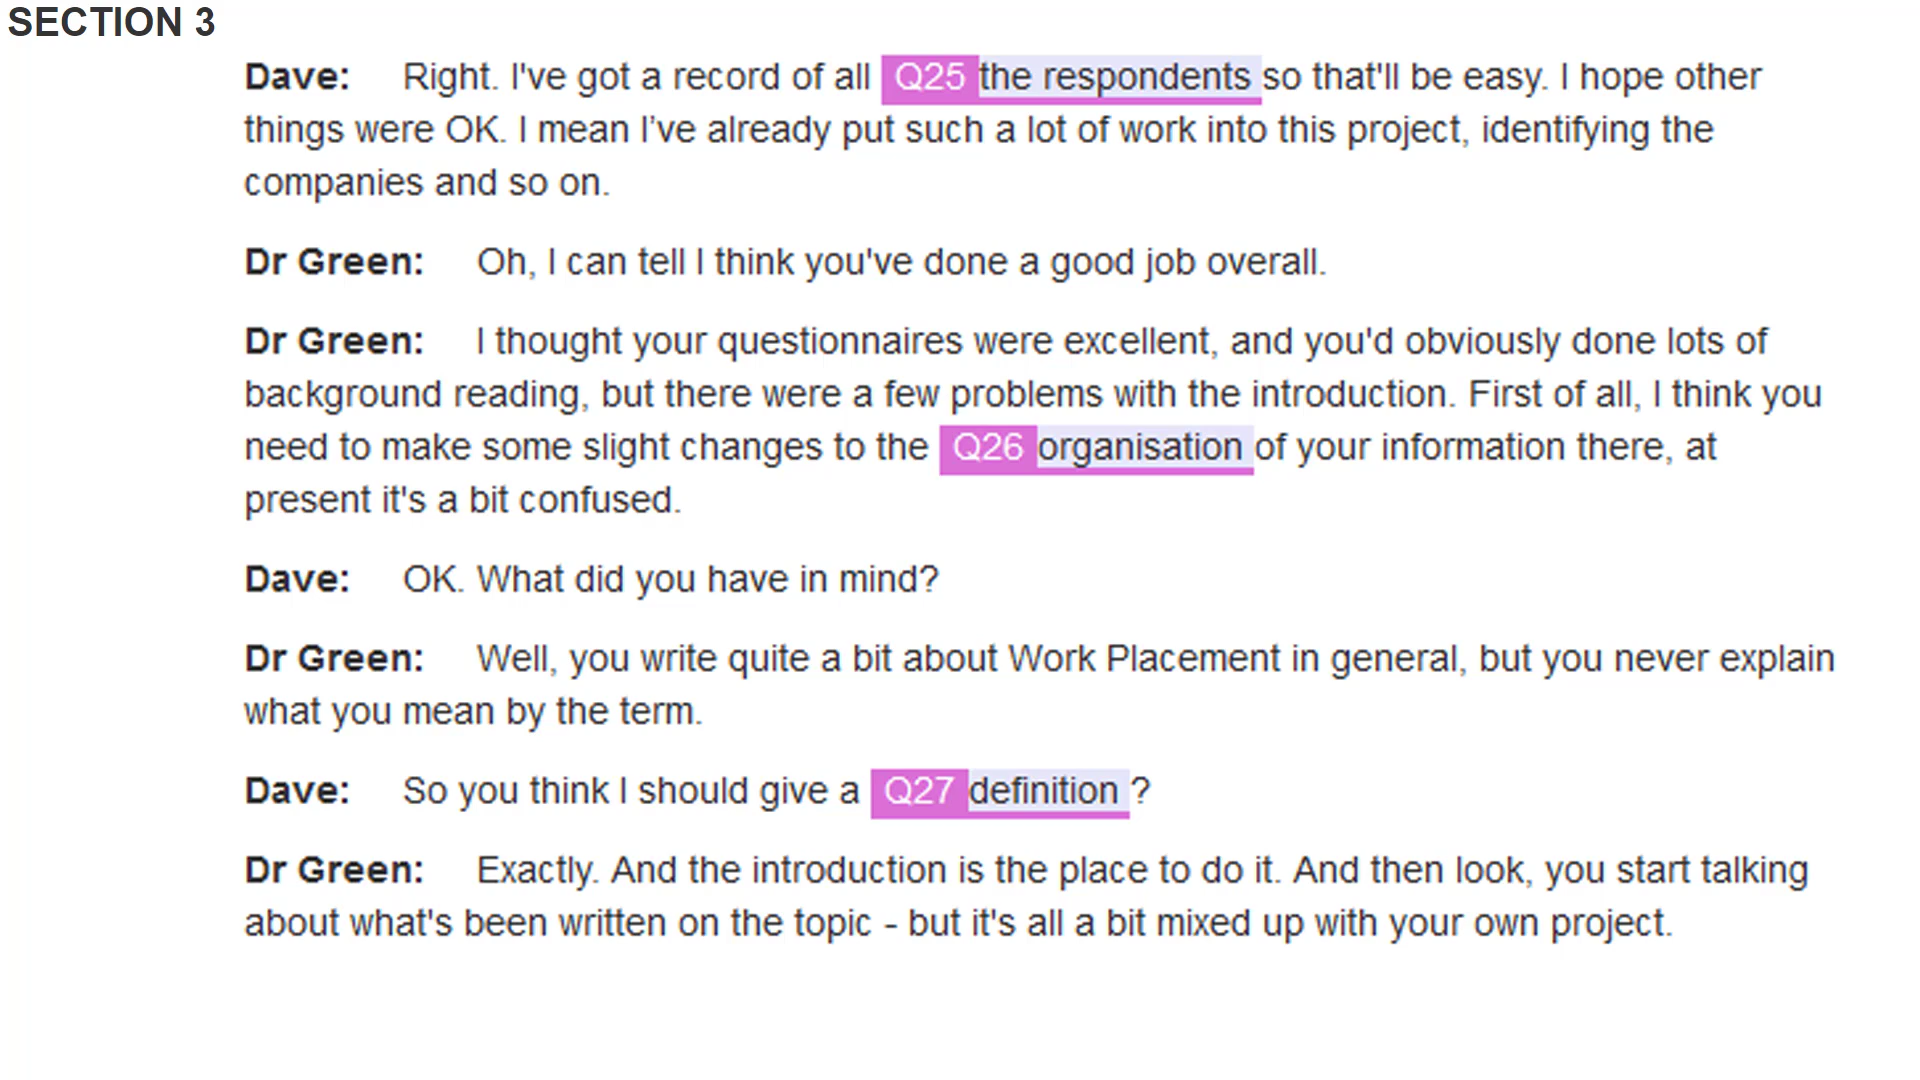 SECTION 3
Dave: Right. I've got a record of all Q25 the respondents so that'll be easy. I hope other
things were OK. I mean I've already put such a lot of work into this project, identifying the
companies and so on.
Dr Green: Oh, I can tell I think you've done a good job overall.
Dr Green: I thought your questionnaires were excellent, and you'd obviously done lots of
background reading, but there were a few problems with the introduction. First of all, I think you
need to make some slight changes to the Q26 organisation of your information there, at
present it's a bit confused.
Dave: OK. What did you have in mind?
Dr Green: Well, you write quite a bit about Work Placement in general, but you never explain
what you mean by the term.
Dave: So you think I should give a Q27 definition ?
Dr Green: Exactly. And the introduction is the place to do it. And then look, you start talking
about what's been written on the topic - but it's all a bit mixed up with your own project.